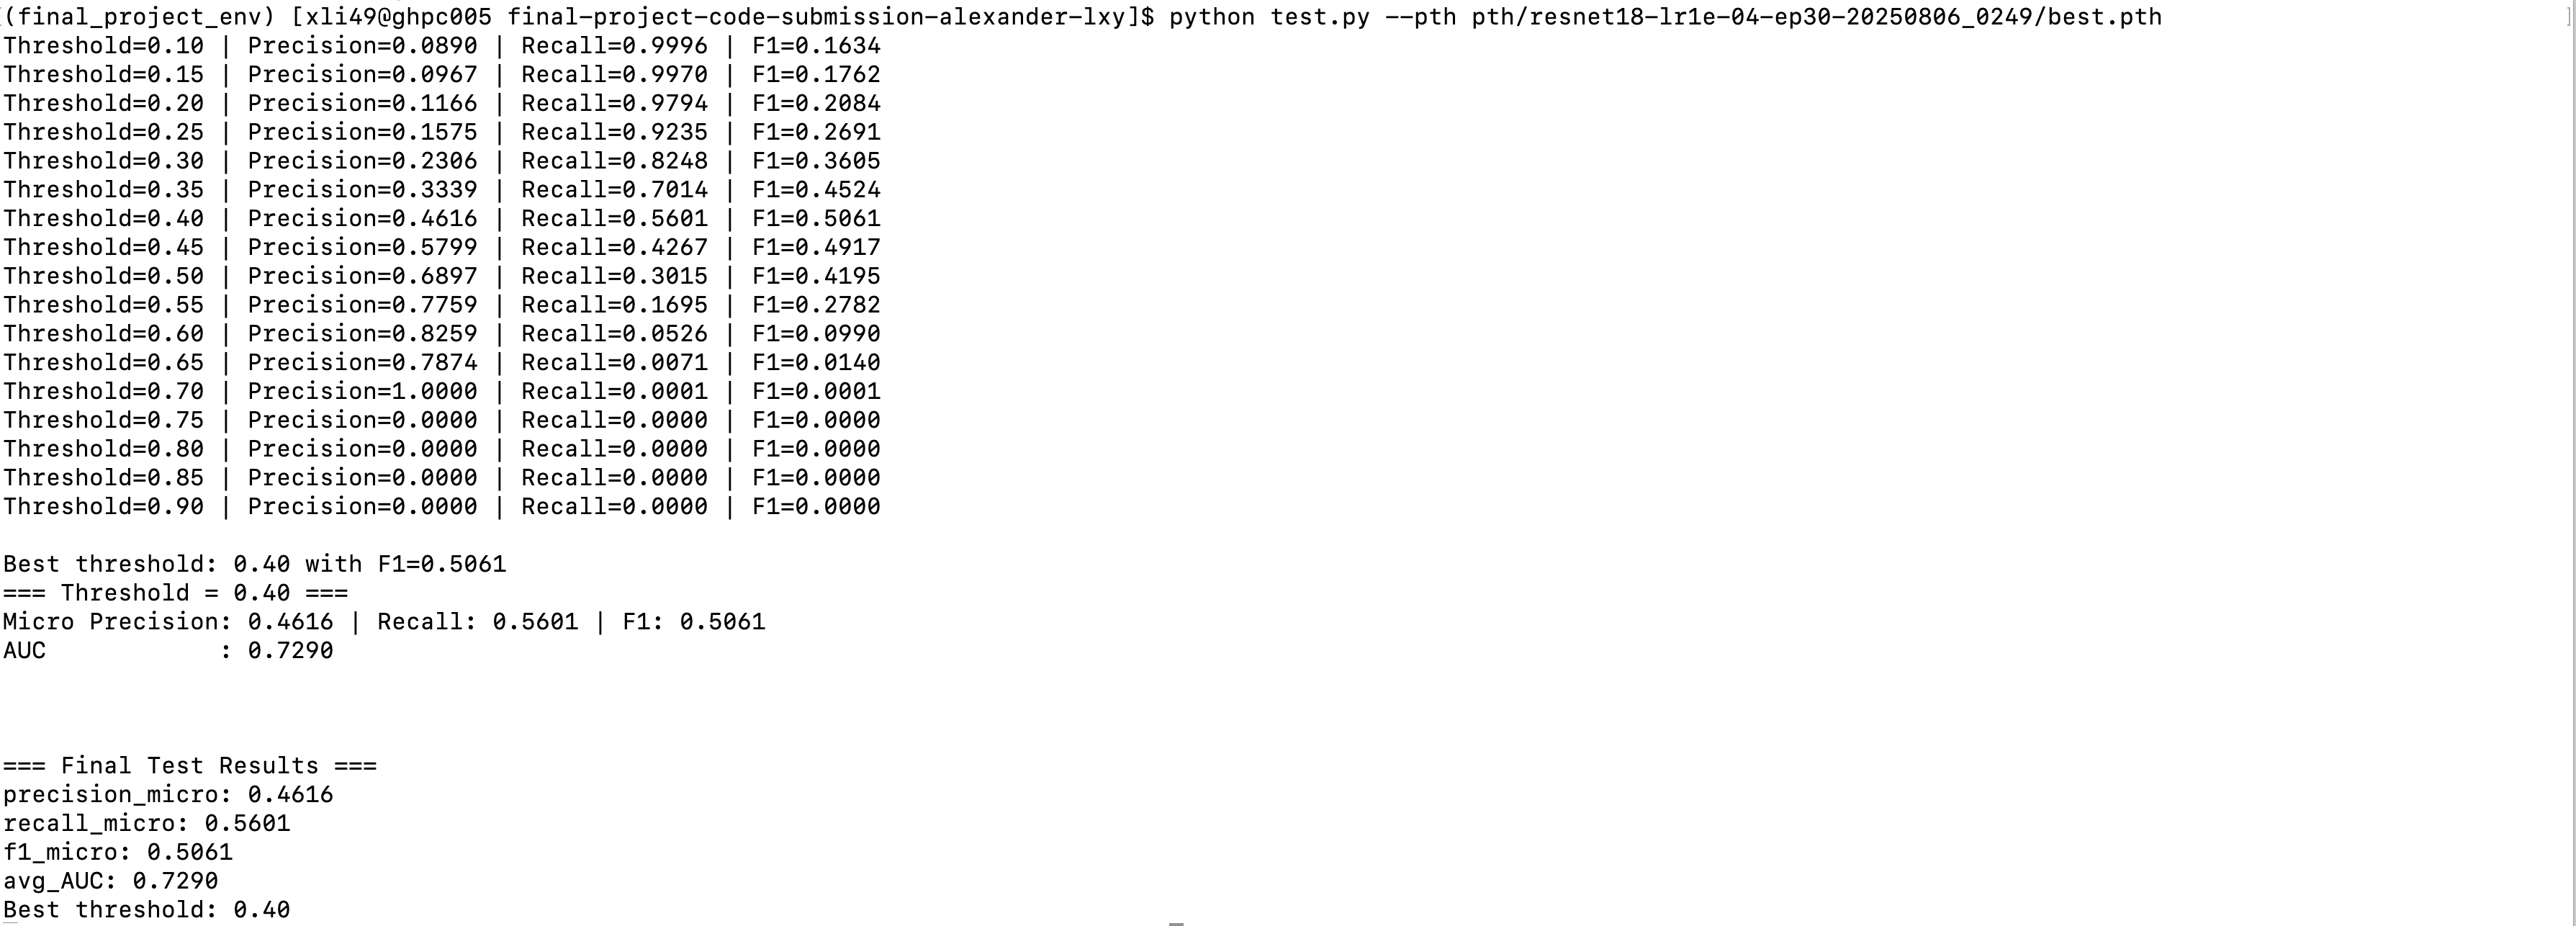 (final_project_env) [xli49@ghpc005 final-project-code-submission-alexander-lxy]$ python test.py --pth pth/resnet18-lr1e-04-ep30-20250806_0249/best.pth
Threshold=0.10 | Precision=0.0890 | Recall=0.9996 | F1=0.1634
Threshold=0.15 | Precision=0.0967 | Recall=0.9970 | F1=0.1762
Threshold=0.20 | Precision=0.1166 | Recall=0.9794 | F1=0.2084
Threshold=0.25 | Precision=0.1575 | Recall=0.9235 | F1=0.2691
Threshold=0.30 | Precision=0.2306 | Recall=0.8248 | F1=0.3605
Threshold=0.35 | Precision=0.3339 | Recall=0.7014 | F1=0.4524
Threshold=0.40 | Precision=0.4616 | Recall=0.5601 | F1=0.5061
Threshold=0.45 | Precision=0.5799 | Recall=0.4267 | F1=0.4917
Threshold=0.50 | Precision=0.6897 | Recall=0.3015 | F1=0.4195
Threshold=0.55 | Precision=0.7759 | Recall=0.1695 | F1=0.2782
Threshold=0.60 | Precision=0.8259 | Recall=0.0526 | F1=0.0990
Threshold=0.65 | Precision=0.7874 | Recall=0.0071 | F1=0.0140
Threshold=0.70 | Precision=1.0000 | Recall=0.0001 | F1=0.0001
Threshold=0.75 | Precision=0.0000 | Recall=0.0000 | F1=0.0000
Threshold=0.80 | Precision=0.0000 | Recall=0.0000 | F1=0.0000
Threshold=0.85 | Precision=0.0000 | Recall=0.0000 | F1=0.0000
Threshold=0.90 | Precision=0.0000 | Recall=0.0000 | F1=0.0000
Best threshold: 0.40 with F1=0.5061
=== Threshold = 0.40 ===
Micro Precision: 0.4616 | Recall: 0.5601 | F1: 0.5061
AUC            : 0.7290
=== Final Test Results ===
precision_micro: 0.4616
recall_micro: 0.5601
f1_micro: 0.5061
avg_AUC: 0.7290
Best threshold: 0.40